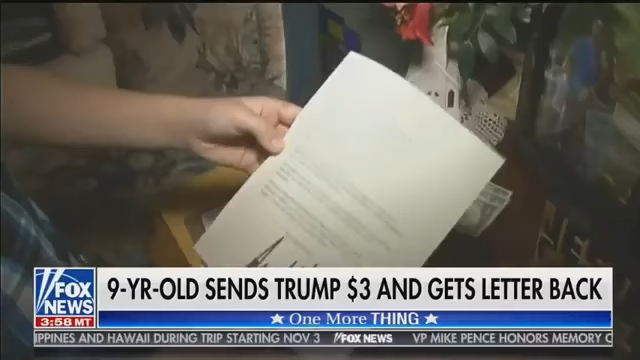 9-YR-OLD SENDS TRUMP $3 AND GETS LETTER BACK
FOX
NEWS
3:58 MT
★ One More THING ★
IPPINES AND HAWAII DURING TRIP STARTING NOV 3 FOX NEWS VP MIKE PENCE HONORS MEMORY O